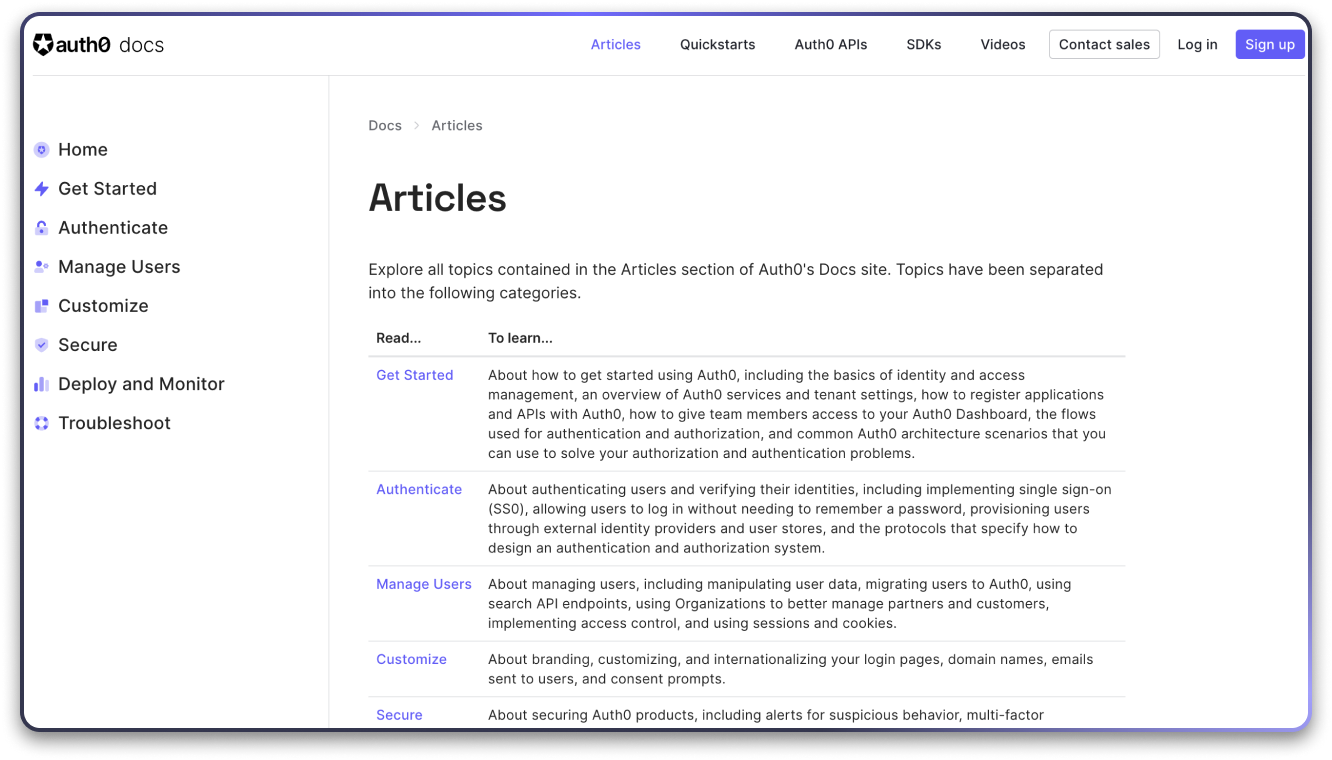 auth0 docs
Articles
Quickstarts
Auth0 APIs
SDKs
Videos
Contact sales
Log in
Sign up
Home
Get Started
Authenticate
Manage Users
Customize
Secure
Deploy and Monitor
Troubleshoot
Docs > Articles
Articles
Explore all topics contained in the Articles section of Auth0's Docs site. Topics have been separated
into the following categories.
Read... To learn...
Get Started About how to get started using Auth0, including the basics of identity and access
management, an overview of Auth0 services and tenant settings, how to register applications
and APIs with Auth0, how to give team members access to your Auth0 Dashboard, the flows
used for authentication and authorization, and common Auth0 architecture scenarios that you
can use to solve your authorization and authentication problems.
Authenticate About authenticating users and verifying their identities, including implementing single sign-on
(SS0), allowing users to log in without needing to remember a password, provisioning users
through external identity providers and user stores, and the protocols that specify how to
design an authentication and authorization system.
Manage Users About managing users, including manipulating user data, migrating users to Auth0, using
search API endpoints, using Organizations to better manage partners and customers,
implementing access control, and using sessions and cookies.
Customize About branding, customizing, and internationalizing your login pages, domain names, emails
sent to users, and consent prompts.
Secure About securing Auth0 products, including alerts for suspicious behavior, multi-factor